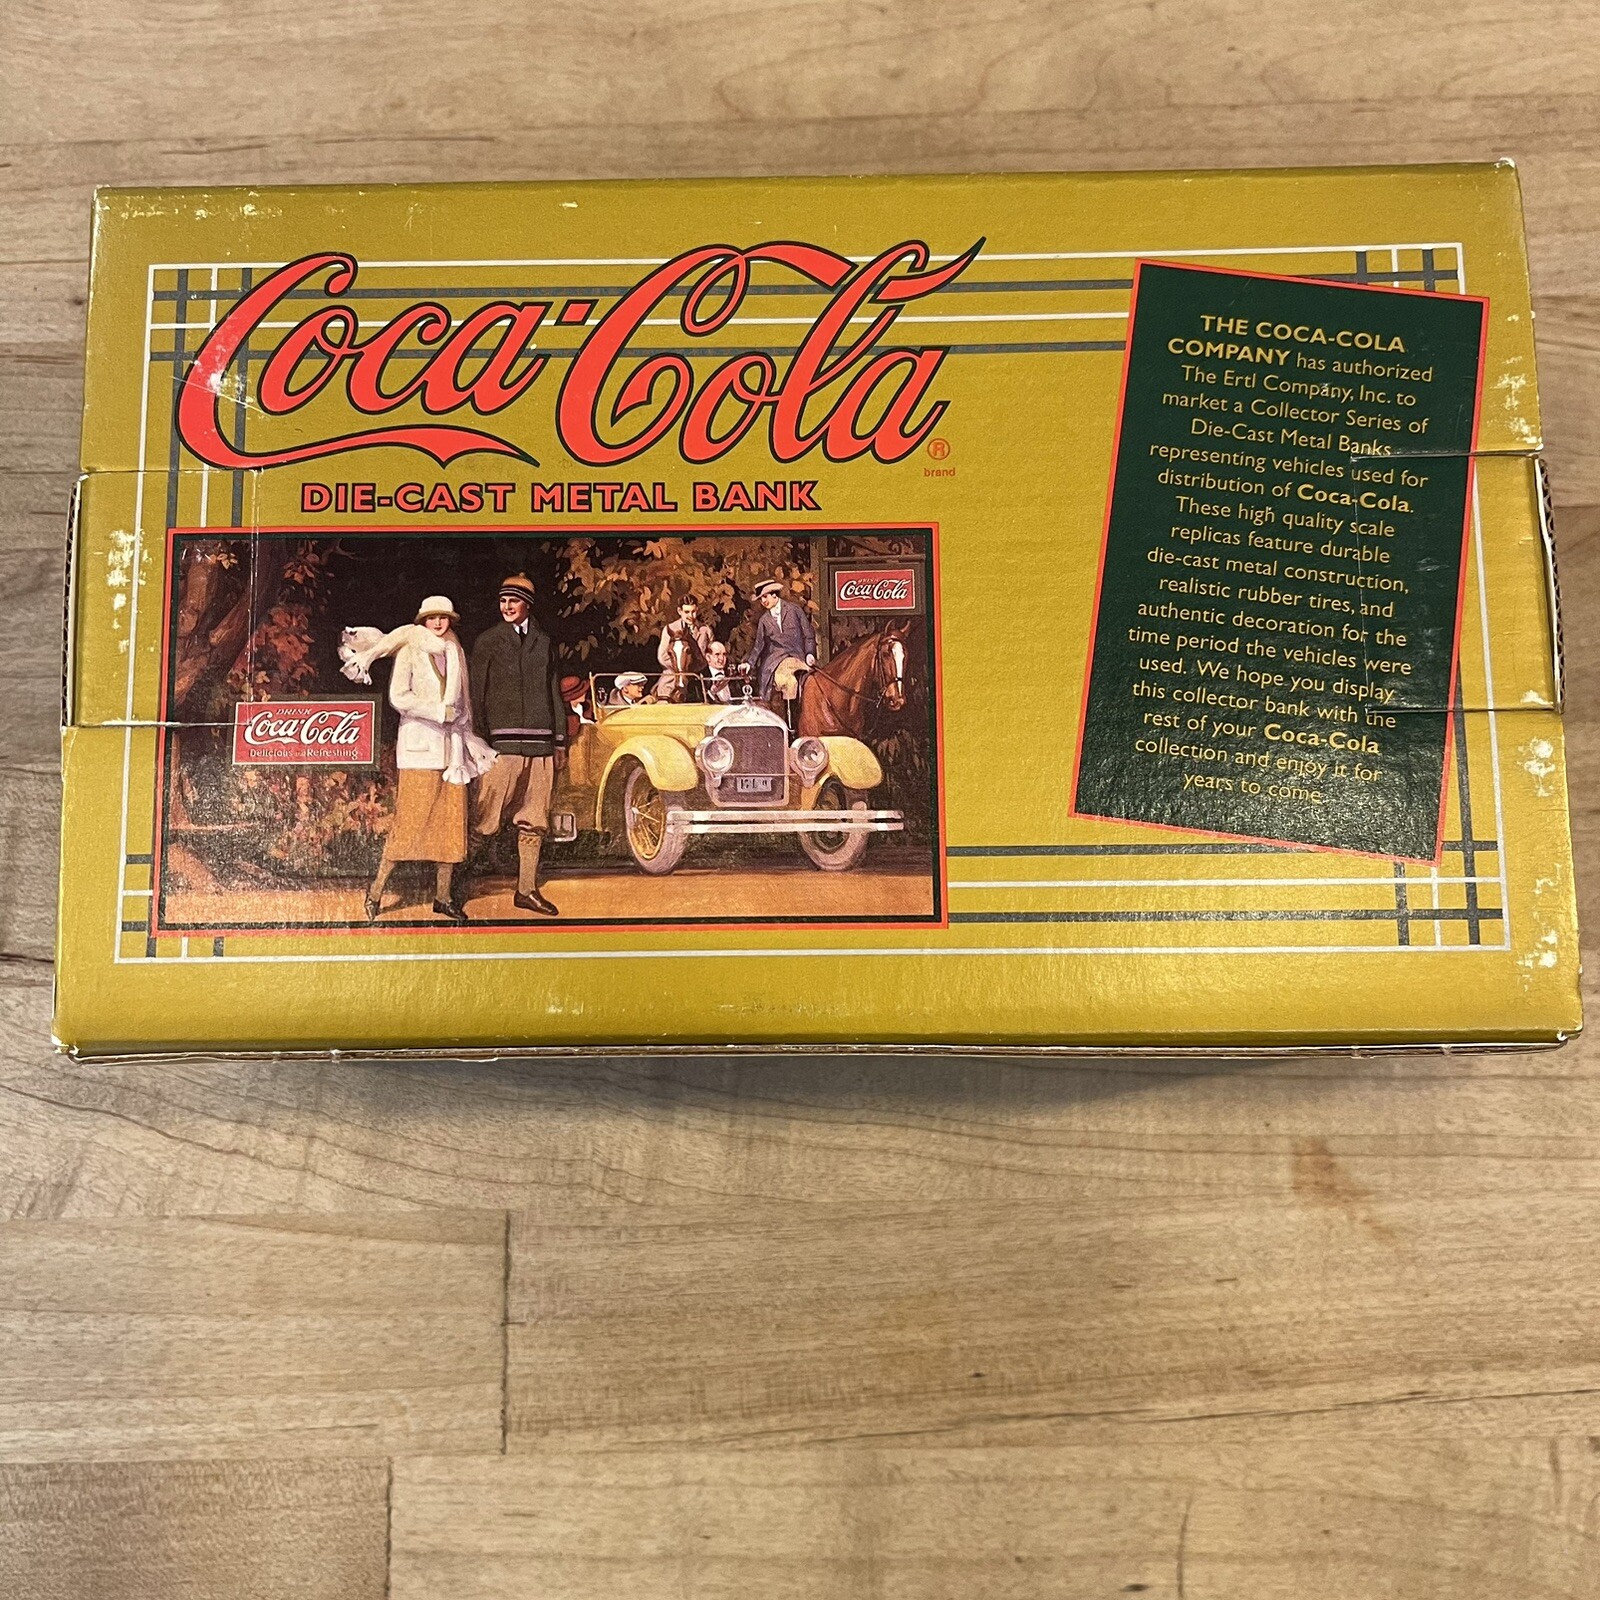 Coca-Cola
®
brand
DIE-CAST METAL BANK
DRINK
Coca-Cola
Delicious and Refreshing
DRINK
Coca-Cola
THE COCA-COLA
COMPANY has authorized
The Ertl Company, Inc. to
market a Collector Series of
Die-Cast Metal Banks
representing vehicles used for
distribution of Coca-Cola.
These high quality scale
replicas feature durable
die-cast metal construction,
realistic rubber tires, and
authentic decoration for the
time period the vehicles were
used. We hope you display
this collector bank with the
rest of your Coca-Cola
collection and enjoy it for
years to come.